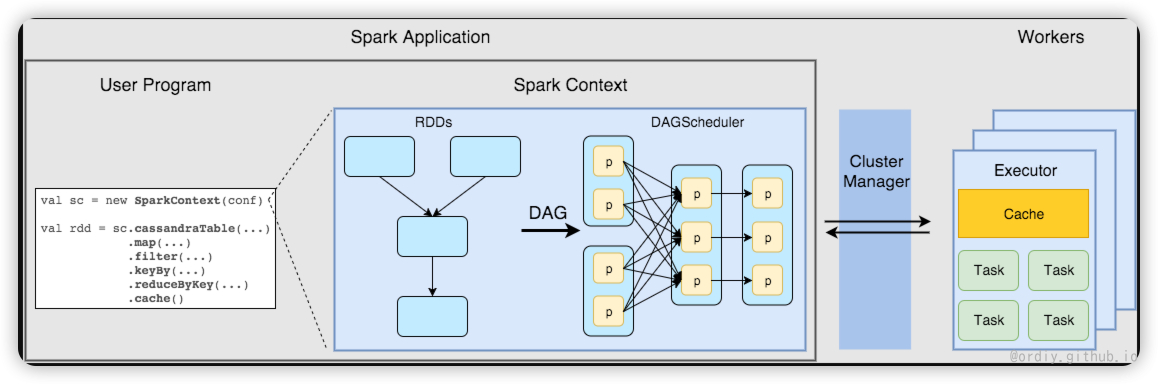 Spark Application
Workers
User Program
Spark Context
val sc = new SparkContext(conf)
val rdd = sc.cassandraTable(...)
.map(...)
.filter(...)
.keyBy(...)
.reduceByKey(...)
.cache()
RDDs
DAG
DAGScheduler
p
p
p
p
p
p
p
p
p
p
Cluster
Manager
Executor
Cache
Task
Task
Task
Task
@ordiy.github.io